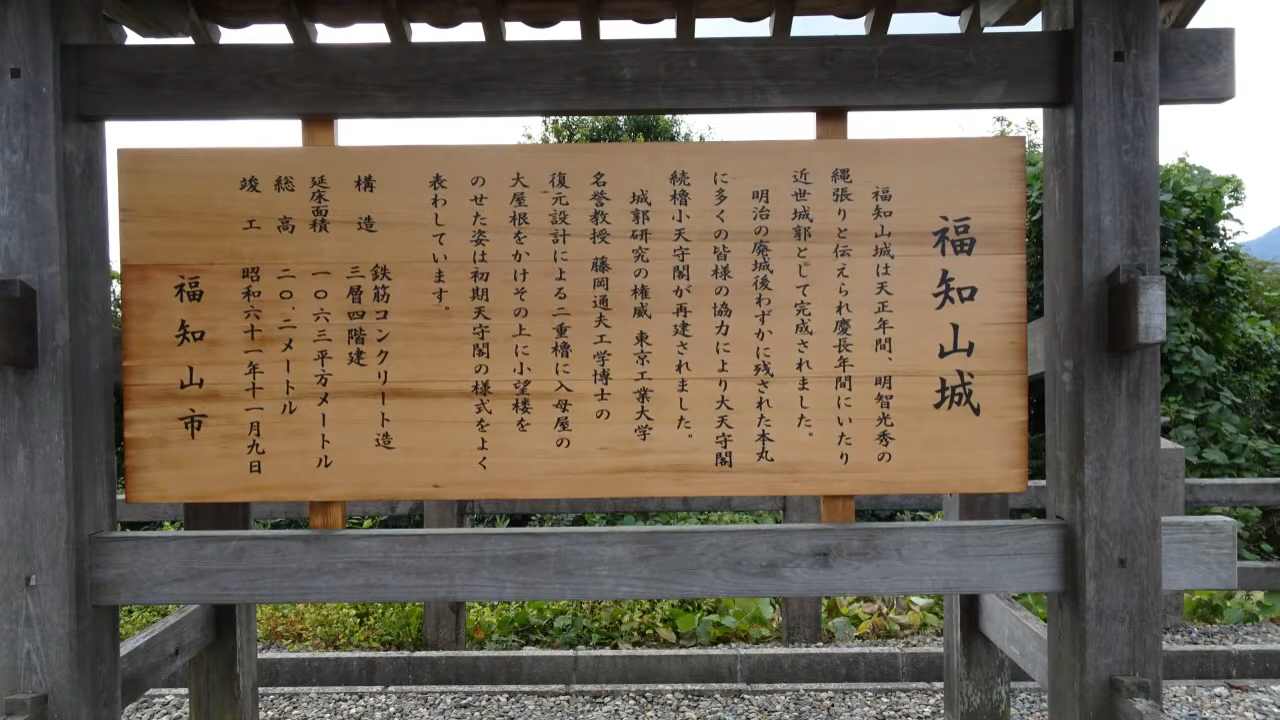 福知山城
福知山城は天正年間、明智光秀の
縄張りと伝えられ慶長年間にいたり
近世城郭として完成されました。
明治の廃城後わずかに残された本丸
に多くの皆様の協力により大天守閣
続櫓小天守閣が再建されました。
城郭研究の権威 東京工業大学
名誉教授 藤岡通夫工学博士の
復元設計による二重櫓に入母屋の
大屋根をかけその上に小望楼を
のせた姿は初期天守閣の様式をよく
表わしています。
構造 鉄筋コンクリート造
三層四階建
延床面積 一〇六三平方メートル
総高 二〇.二メートル
竣工 昭和六十一年十一月九日
福知山市